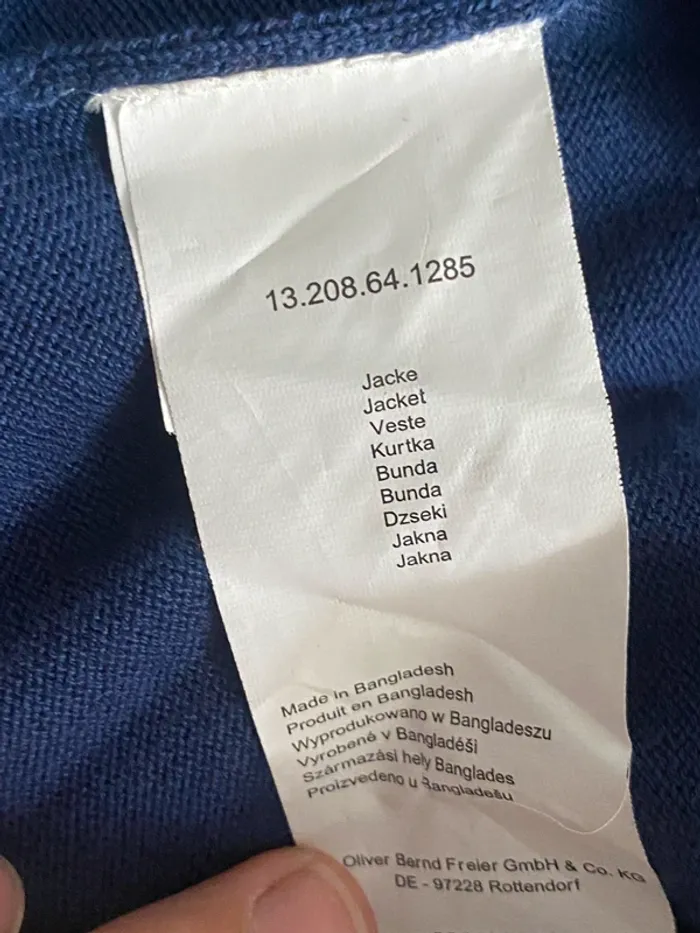 13.208.64.1285
Jacke
Jacket
Veste
Kurtka
Bunda
Bunda
Dzseki
Jakna
Jakna
Made in Bangladesh
Produit en Bangladesh
Wyprodukowano w Bangladeszu
Vyrobené v Bangladéši
Származási hely Banglades
Proizvedeno u Bangladešu
Oliver Bernd Freier GmbH & Co. KG
DE - 97228 Rottendorf